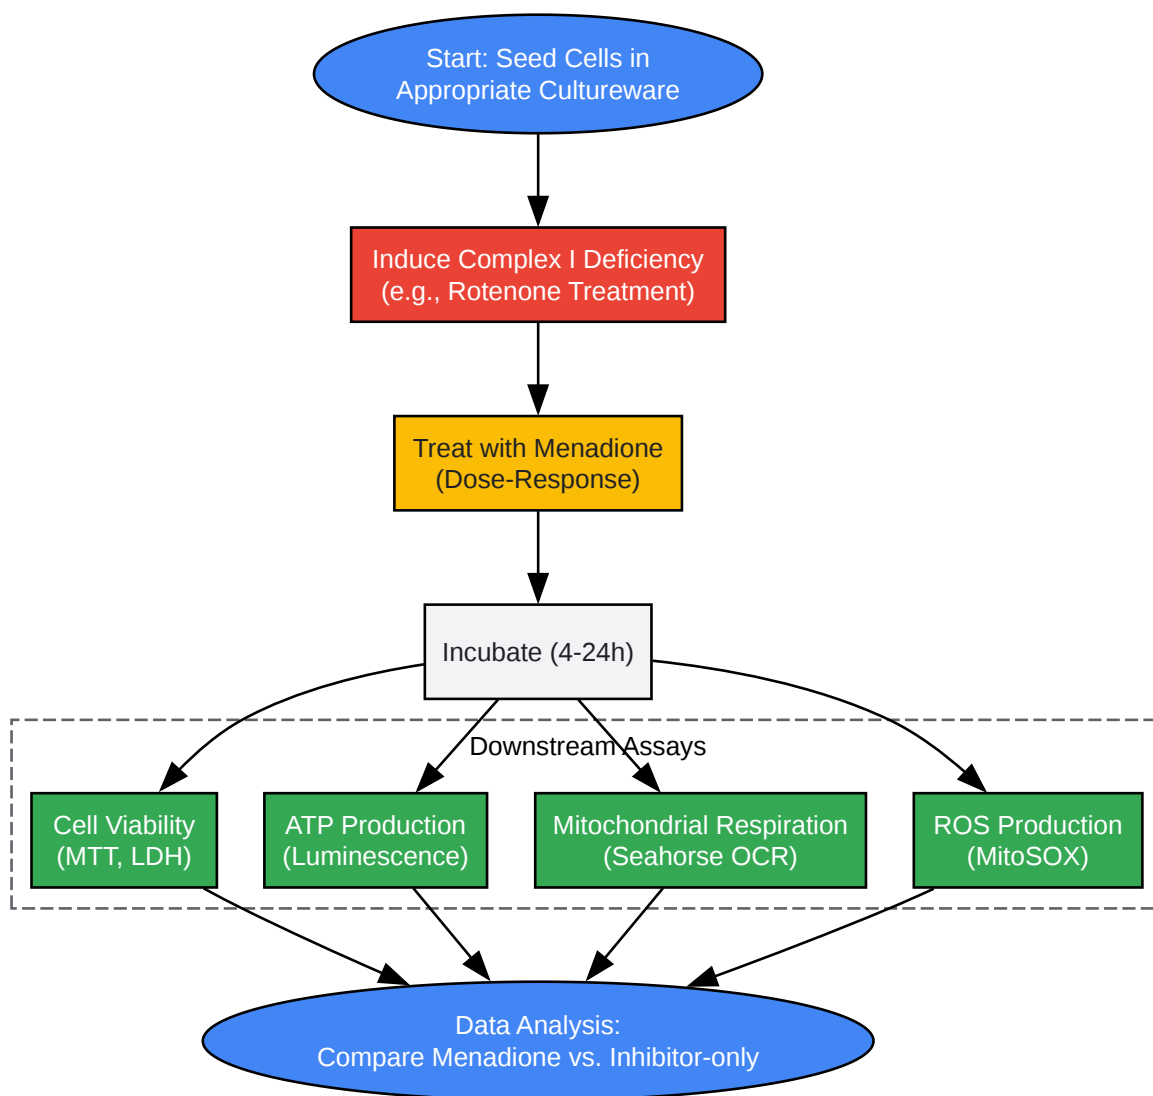 Start: Seed Cells in
Appropriate Cultureware
Induce Complex I Deficiency
(e.g., Rotenone Treatment)
Treat with Menadione
(Dose-Response)
Incubate (4-24h)
Downstream Assays
Cell Viability
(MTT, LDH)
ATP Production
(Luminescence)
Mitochondrial Respiration
(Seahorse OCR)
ROS Production
(MitoSOX)
Data Analysis:
Compare Menadione vs. Inhibitor-only